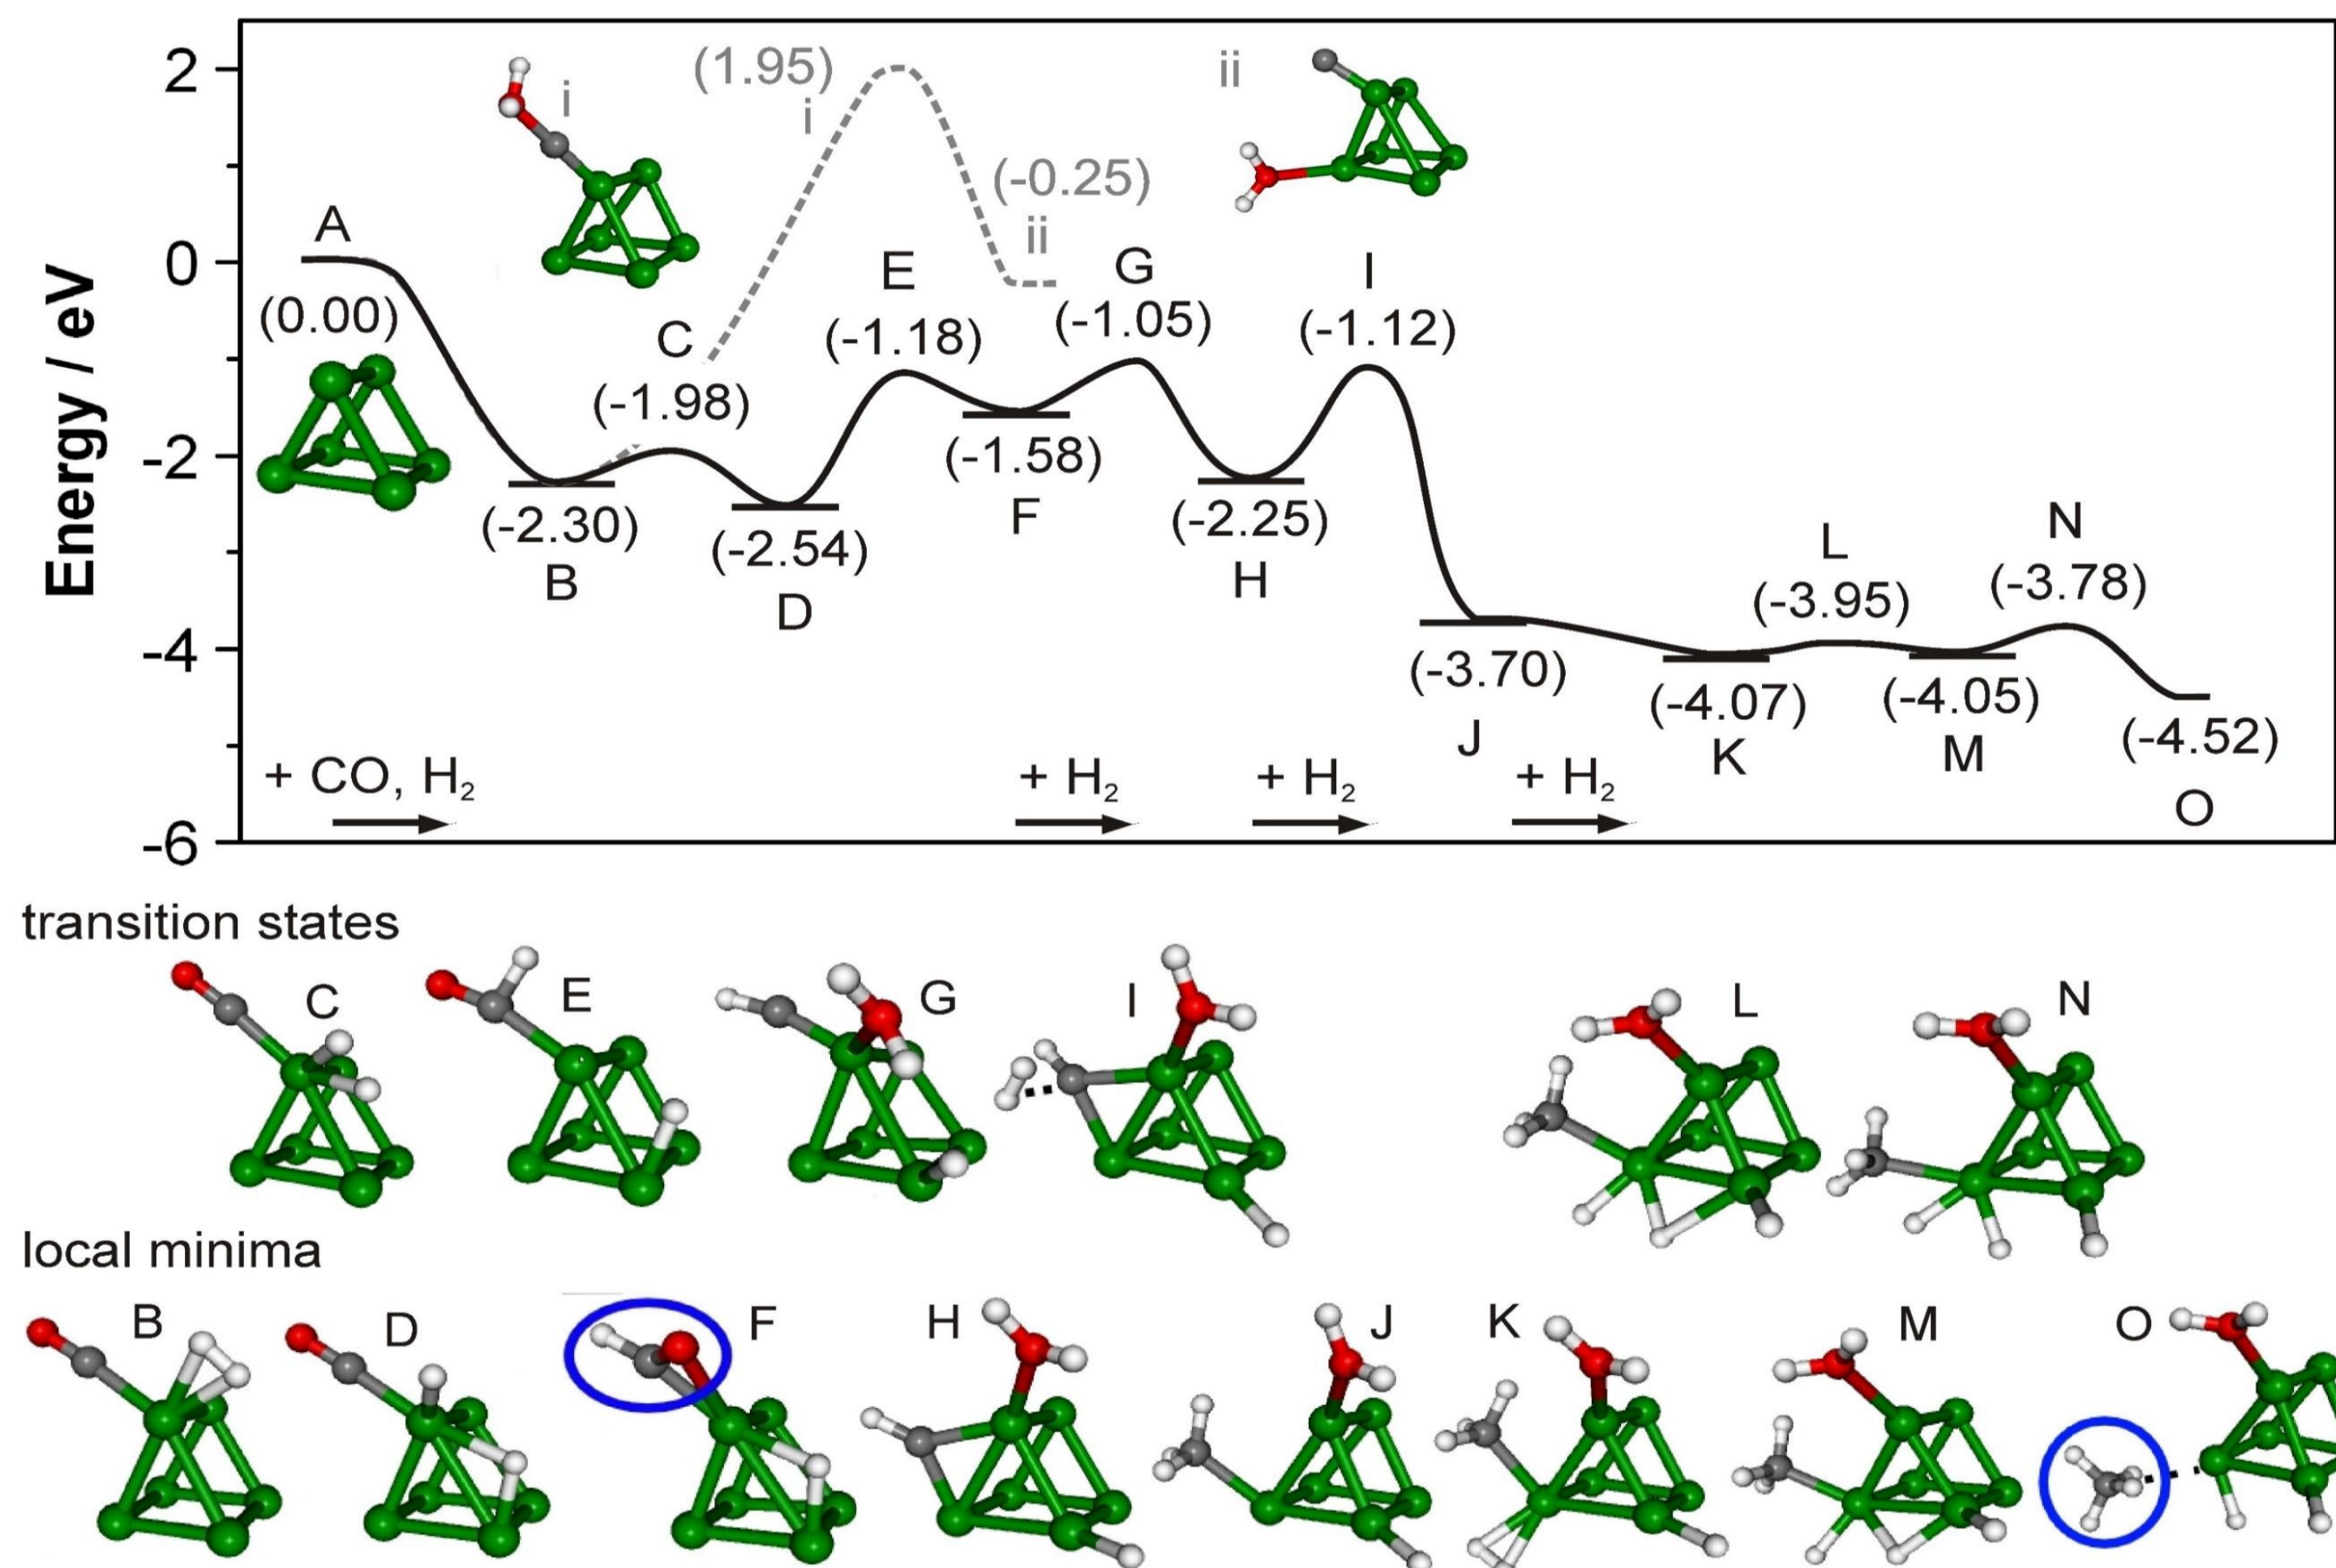 Energy / eV
2
0
-2
-4
-6
A
(0.00)
i
(1.95)
i
ii
(-0.25)
ii
C
(-1.98)
E
(-1.18)
G
(-1.05)
I
(-1.12)
(-2.30)
B
(-2.54)
D
(-1.58)
F
(-2.25)
H
(-3.70)
J
L
(-3.95)
N
(-3.78)
(-4.07)
K
(-4.05)
M
(-4.52)
O
+ CO, H₂
+ H₂
+ H₂
+ H₂
transition states
C
E
G
I
L
N
local minima
B
D
F
H
J
K
M
O